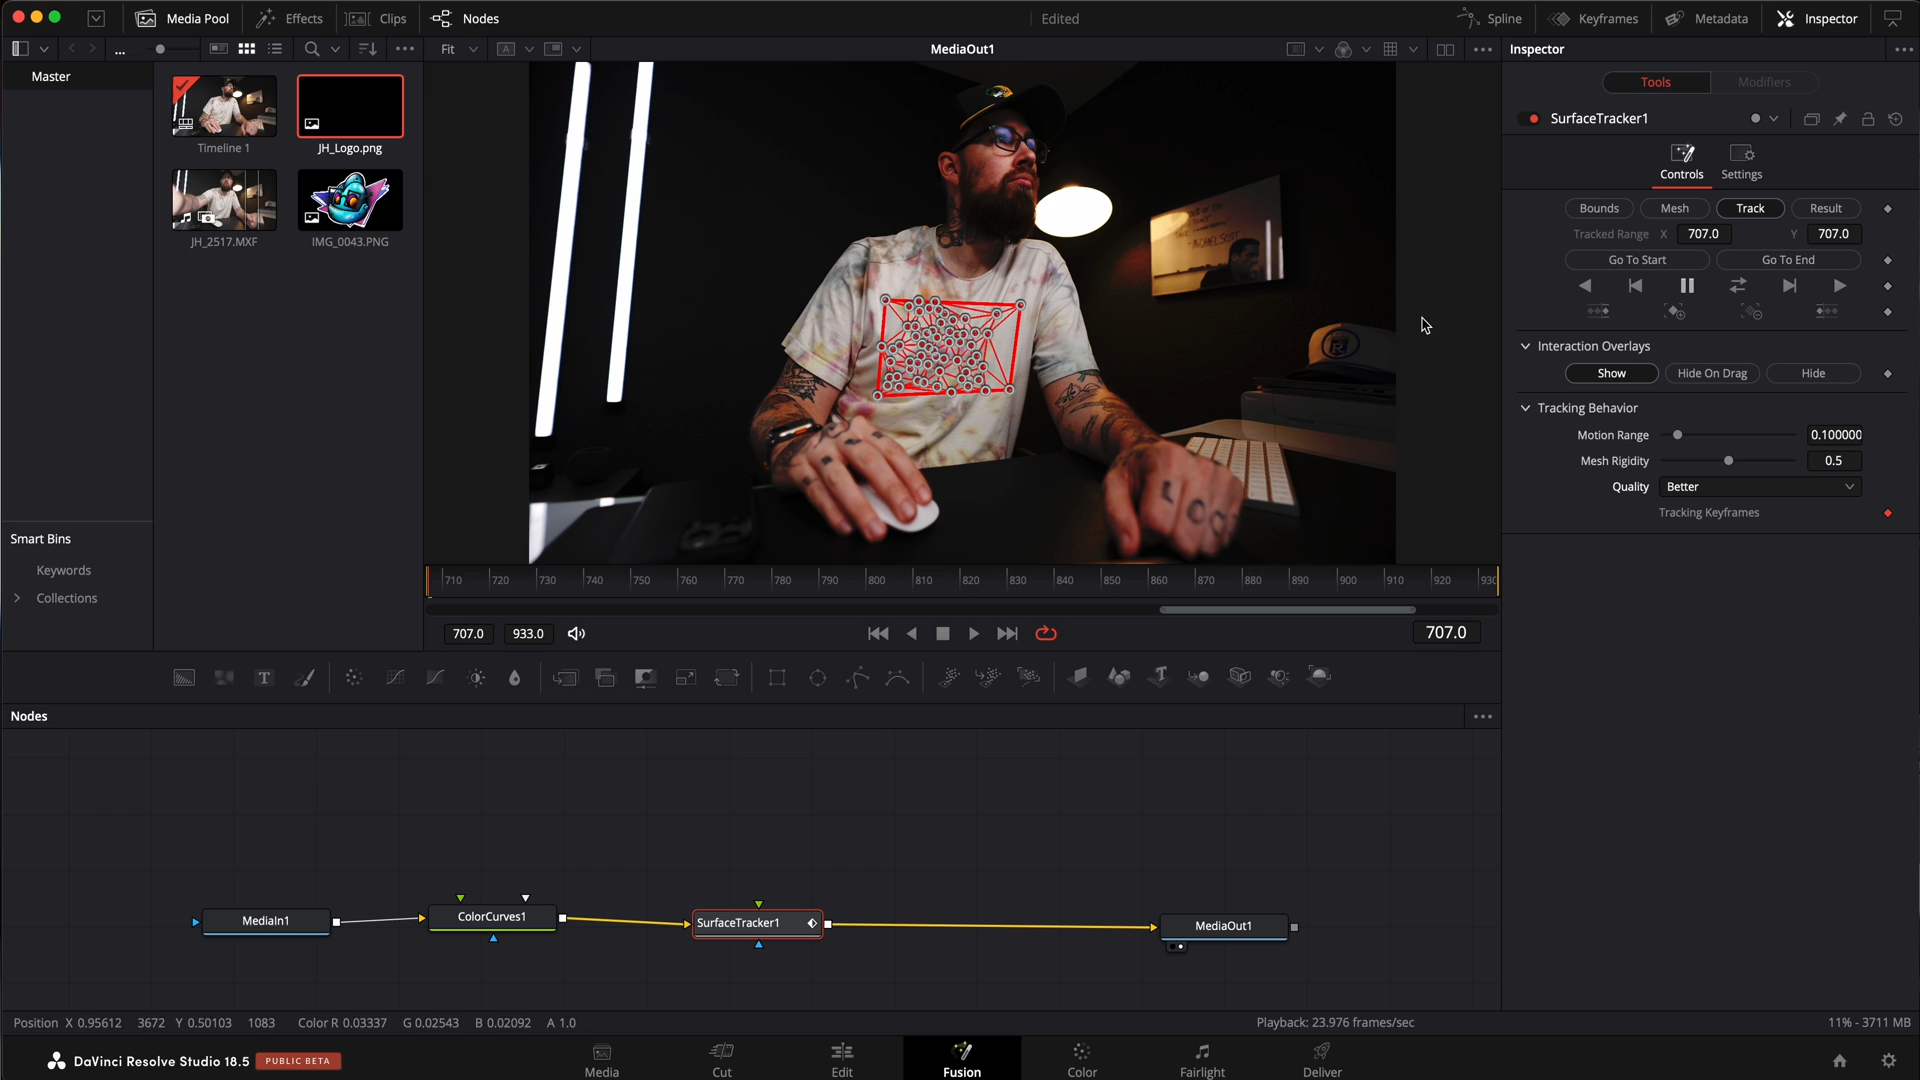 Media Pool
Effects
Clips
Nodes
Edited
Spline
Keyframes
Metadata
Inspector
...
Fit
A
MediaOut1
Inspector
Master
Timeline 1
JH_Logo.png
JH_2517.MXF
IMG_0043.PNG
Tools
Modifiers
SurfaceTracker1
Controls
Settings
Bounds
Mesh
Track
Result
Tracked Range
X
707.0
Y
707.0
Go To Start
Go To End
Interaction Overlays
Show
Hide On Drag
Hide
Tracking Behavior
Motion Range
0.100000
Mesh Rigidity
0.5
Quality
Better
Tracking Keyframes
Smart Bins
Keywords
Collections
710 720 730 740 750 760 770 780 790 800 810 820 830 840 850 860 870 880 890 900 910 920 930
707.0
933.0
707.0
T
Nodes
MediaIn1
ColorCurves1
SurfaceTracker1
MediaOut1
Position X 0.95612 3672 Y 0.50103 1083 Color R 0.03337 G 0.02543 B 0.02092 A 1.0
Playback: 23.976 frames/sec
11% - 3711 MB
DaVinci Resolve Studio 18.5
PUBLIC BETA
Media
Cut
Edit
Fusion
Color
Fairlight
Deliver